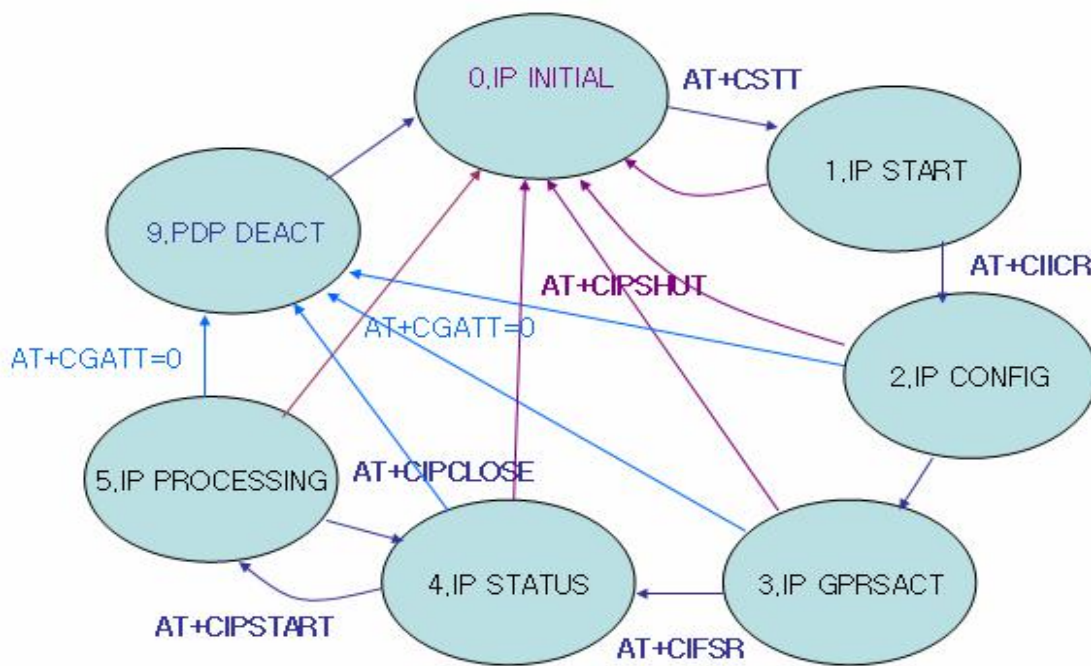 0,IP INITIAL
AT+CSTT
1,IP START
9,PDP DEACT
AT+CIICR
AT+CIPSHUT
AT+CGATT=0
AT+CGATT=0
2,IP CONFIG
5,IP PROCESSING
AT+CIPCLOSE
4,IP STATUS
3,IP GPRSACT
AT+CIPSTART
AT+CIFSR